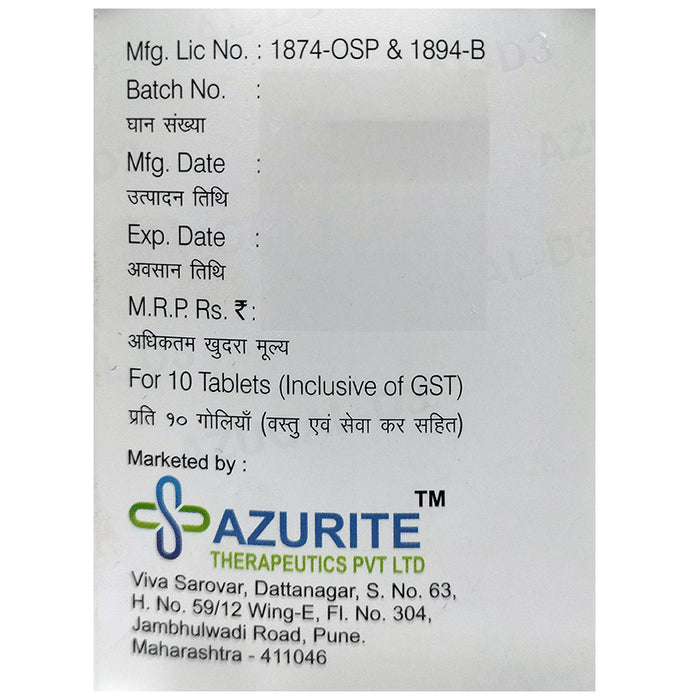 Mfg. Lic No. : 1874-OSP & 1894-B
Batch No. :
घान संख्या
Mfg. Date :
उत्पादन तिथि
Exp. Date :
अवसान तिथि
M.R.P. Rs. ₹ :
अधिकतम खुदरा मूल्य
For 10 Tablets (Inclusive of GST)
प्रति १० गोलियाँ (वस्तु एवं सेवा कर सहित)
Marketed by :
AZURITE TM
THERAPEUTICS PVT LTD
Viva Sarovar, Dattanagar, S. No. 63,
H. No. 59/12 Wing-E, Fl. No. 304,
Jambhulwadi Road, Pune.
Maharashtra - 411046